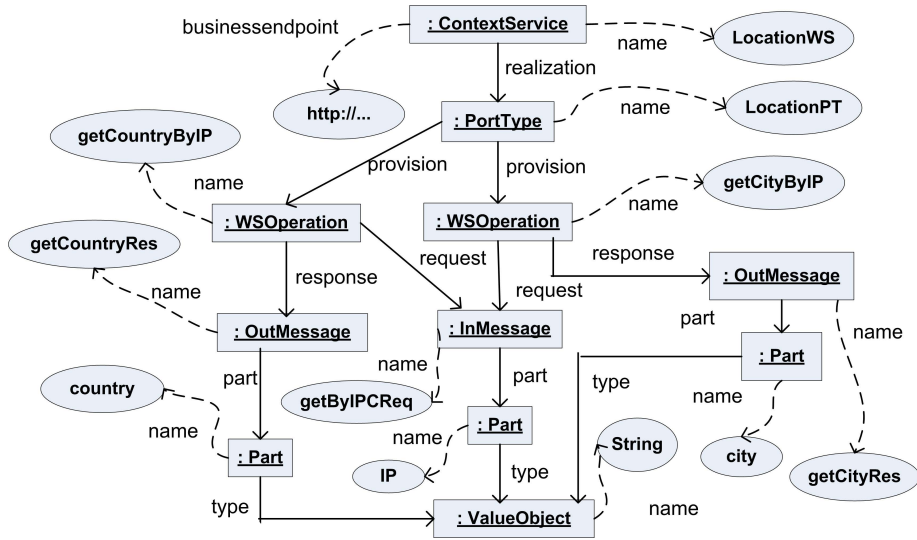 businessendpoint
: ContextService
name
LocationWS
realization
http://...
: PortType
name
LocationPT
getCountryByIP
provision
provision
name
getCityByIP
: WSOperation
: WSOperation
name
getCountryRes
response
request
response
: OutMessage
name
request
: OutMessage
: InMessage
part
name
name
: Part
country
part
part
type
name
getByIPCReq
name
name
: Part
String
: Part
IP
city
getCityRes
type
type
: ValueObject
name